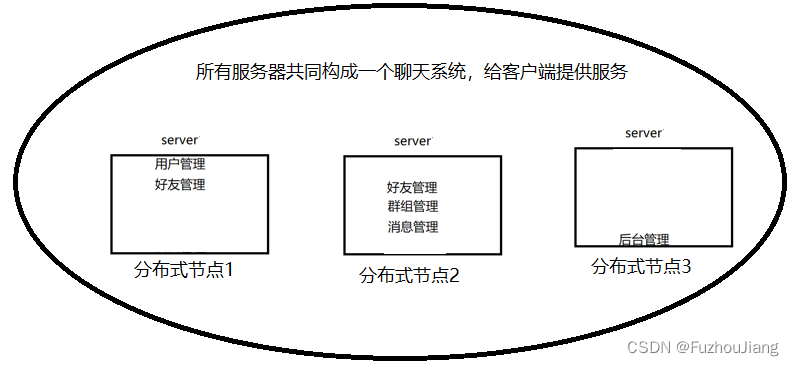 所有服务器共同构成一个聊天系统，给客户端提供服务
server
用户管理
好友管理
分布式节点1
server
好友管理
群组管理
消息管理
分布式节点2
server
后台管理
分布式节点3
CSDN @FuzhouJiang